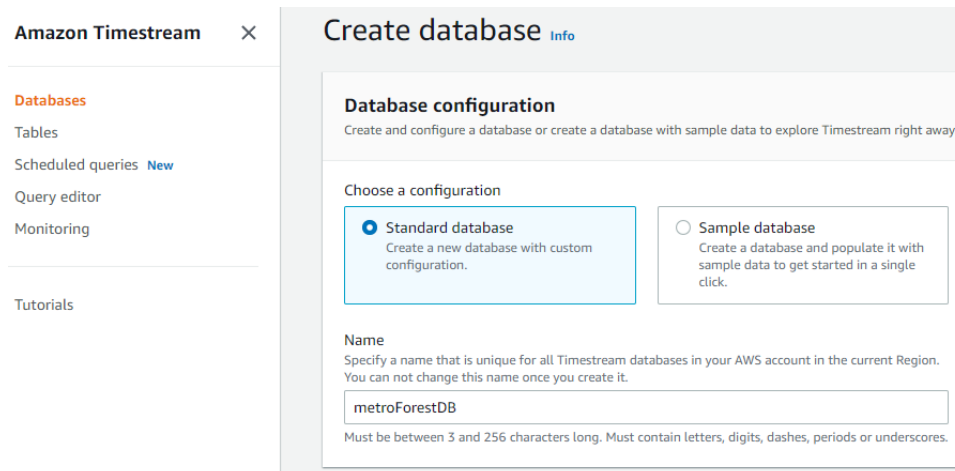 Amazon Timestream
Databases
Tables
Scheduled queries New
Query editor
Monitoring
Tutorials
Create database Info
Database configuration
Create and configure a database or create a database with sample data to explore Timestream right away
Choose a configuration
Standard database
Create a new database with custom
configuration.
Sample database
Create a database and populate it with
sample data to get started in a single
click.
Name
Specify a name that is unique for all Timestream databases in your AWS account in the current Region.
You can not change this name once you create it.
metroForestDB
Must be between 3 and 256 characters long. Must contain letters, digits, dashes, periods or underscores.